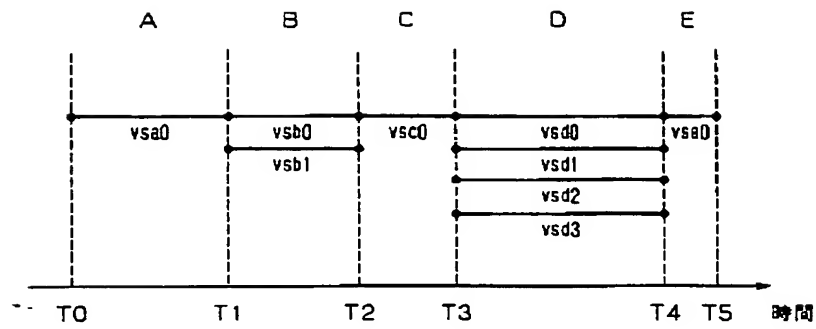 A B C D E
vsa0 vsb0 vsc0 vsd0 vsa0
vsb1 vsd1
vsd2
vsd3
T0 T1 T2 T3 T4 T5 時間